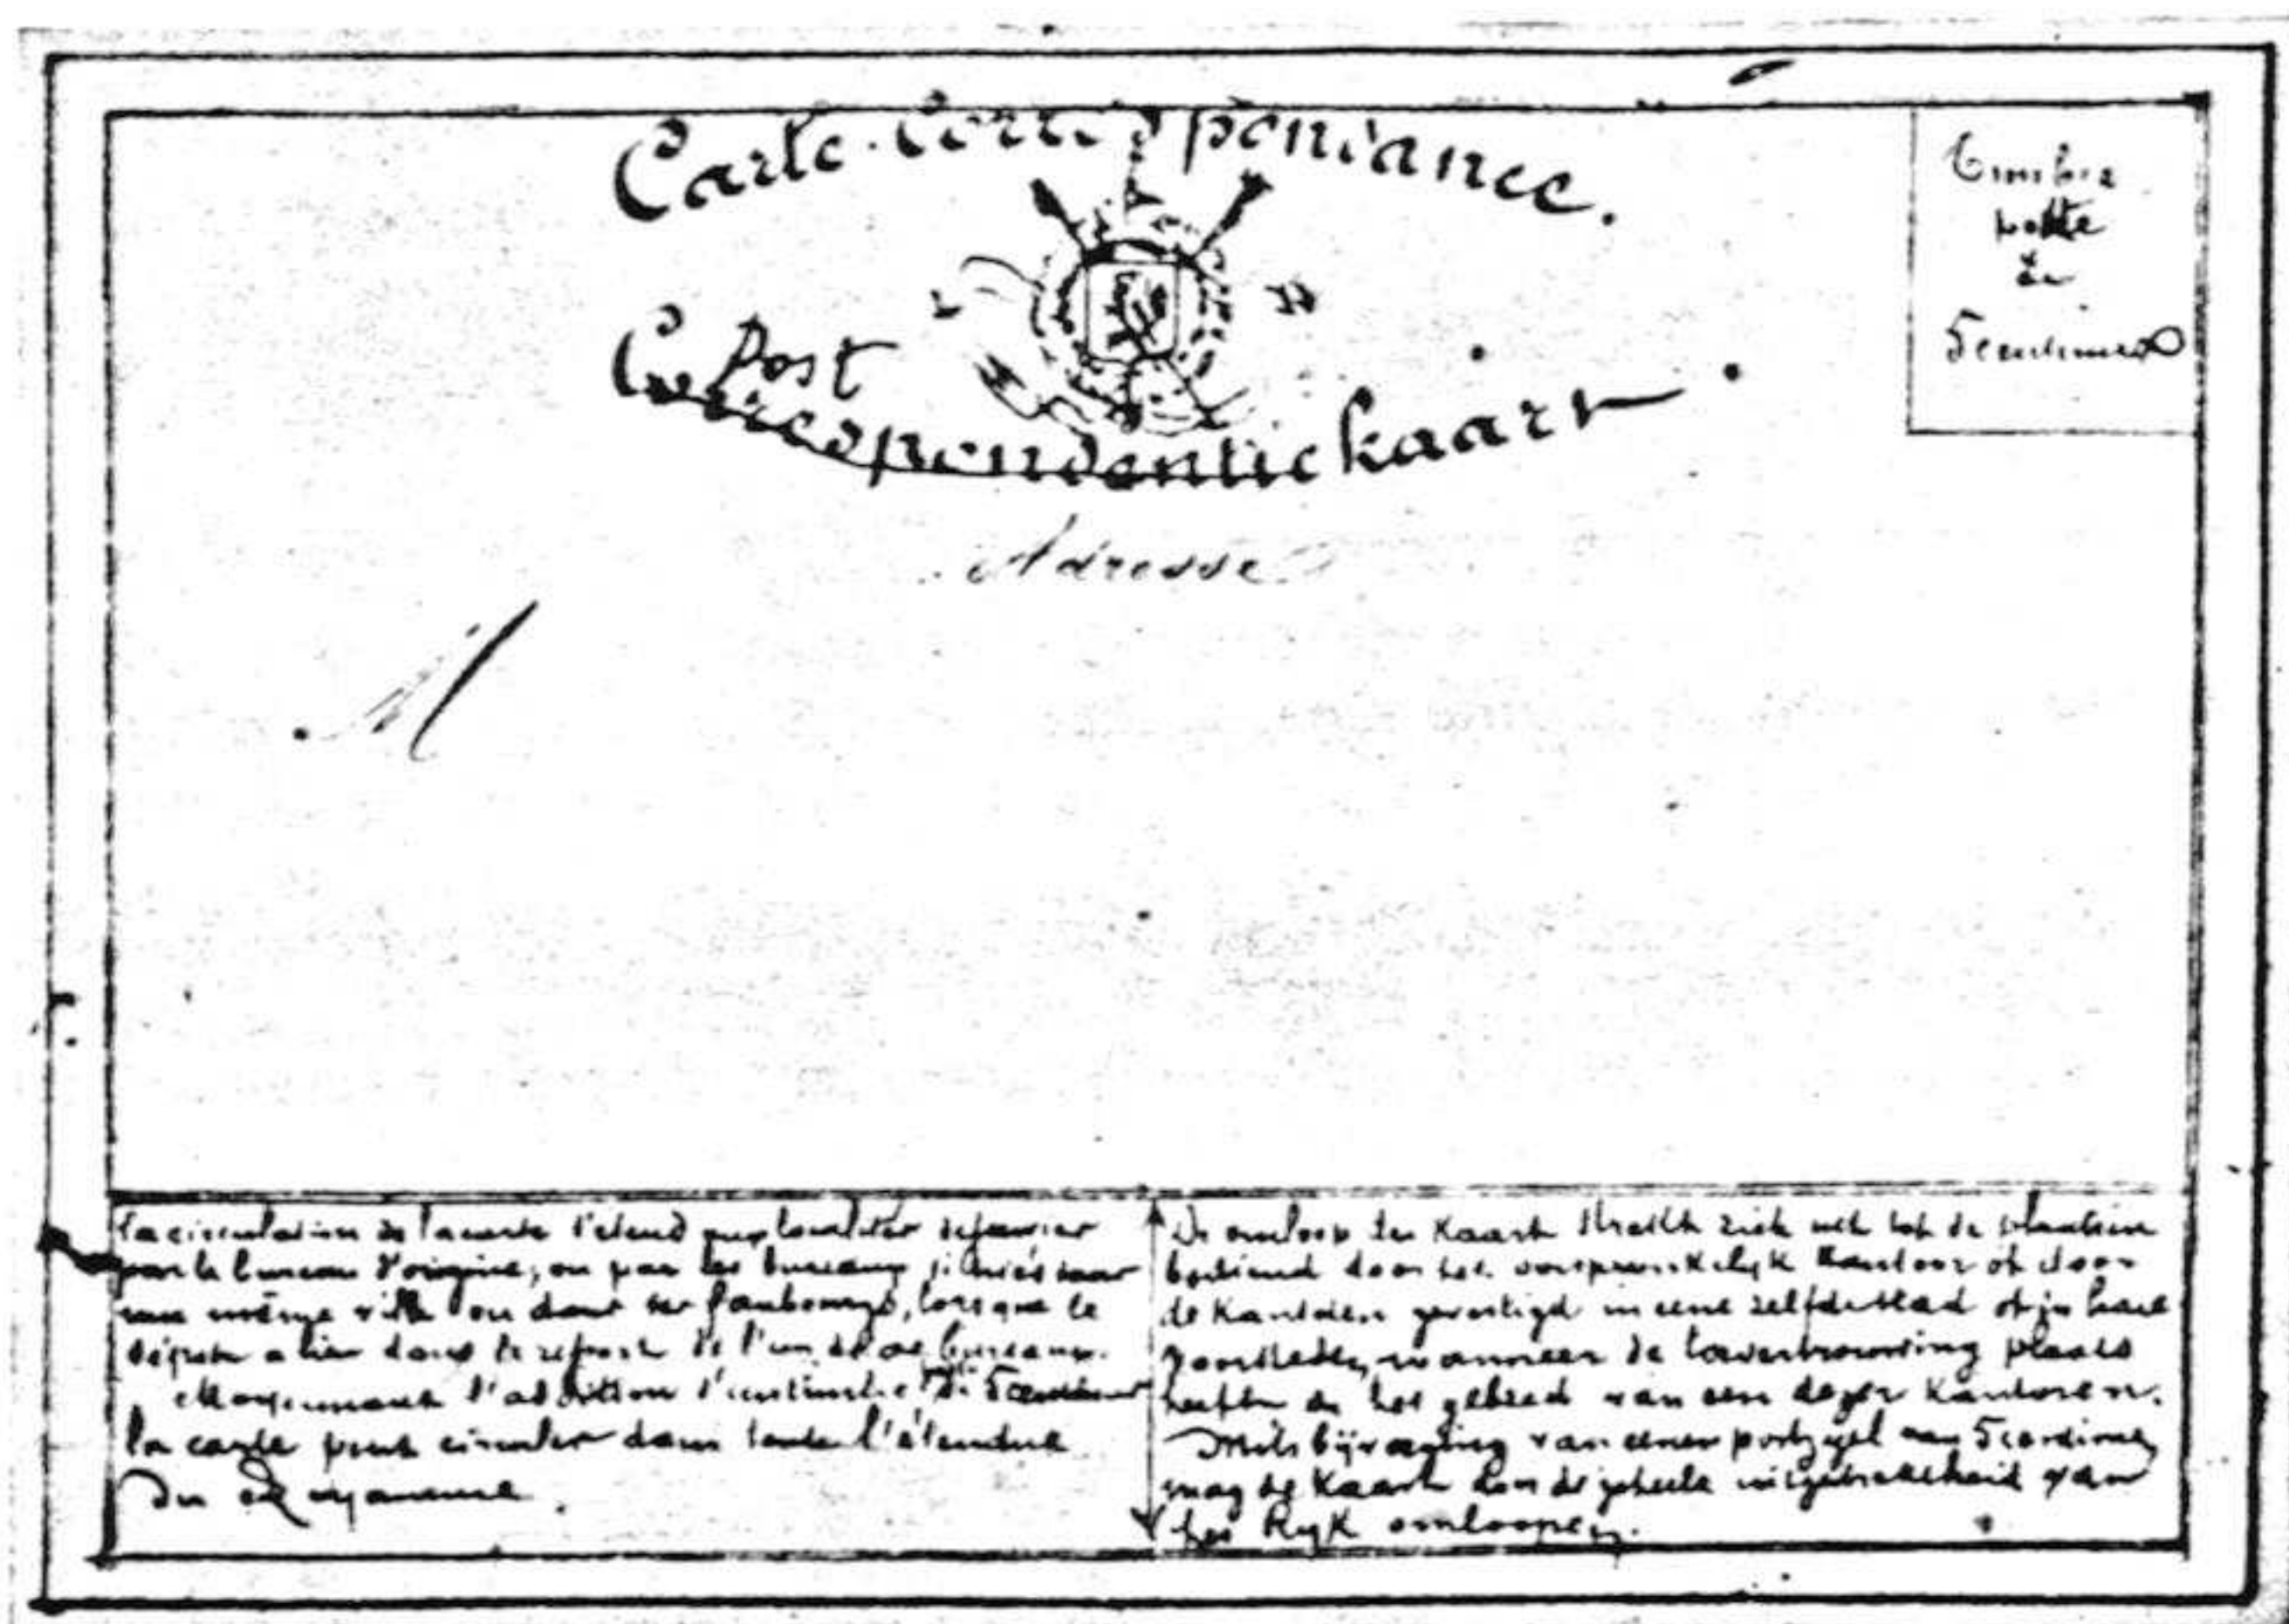 Carte-Correspondance.
Timbre
poste
de
5 centimes
Post
Correspondentiekaart.
Adresse
M
La circulation de la carte s'étend aux localités desservies
par le bureau d'origine, ou par les bureaux situés dans
une même ville ou dans ses faubourgs, lorsque le
dépôt a lieu dans le ressort de l'un de ces bureaux.
Moyennant l'addition d'un timbre de 5 centimes
la carte peut circuler dans toute l'étendue
du Royaume.
De omloop der Kaart strekt zich uit tot de plaatsen
bediend door het oorspronkelyk Kantoor of door
de Kantoren gevestigd in eene zelfde stad of in hare
voorsteden, wanneer de toevertrouwing plaats
heeft in het gebied van een dezer Kantoren.
Mits bijvoeging van eenen postzegel van 5 centimen
mag de Kaart door de geheele uitgestrektheid van
het Ryk omloopen.